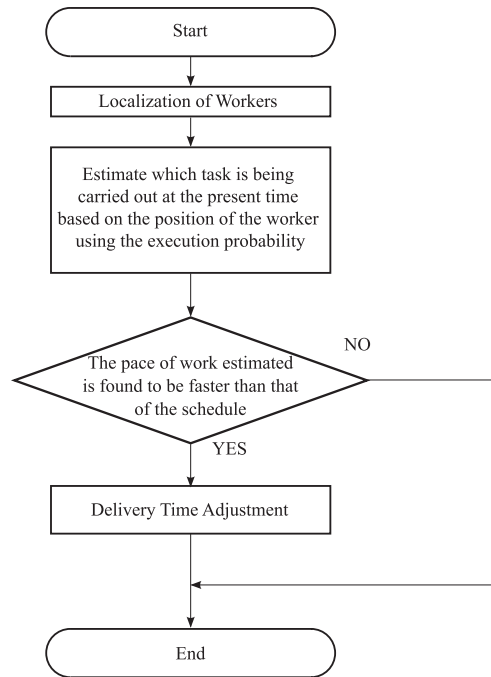 Start
Localization of Workers
Estimate which task is being
carried out at the present time
based on the position of the worker
using the execution probability
NO
The pace of work estimated
is found to be faster than that
of the schedule
YES
Delivery Time Adjustment
End